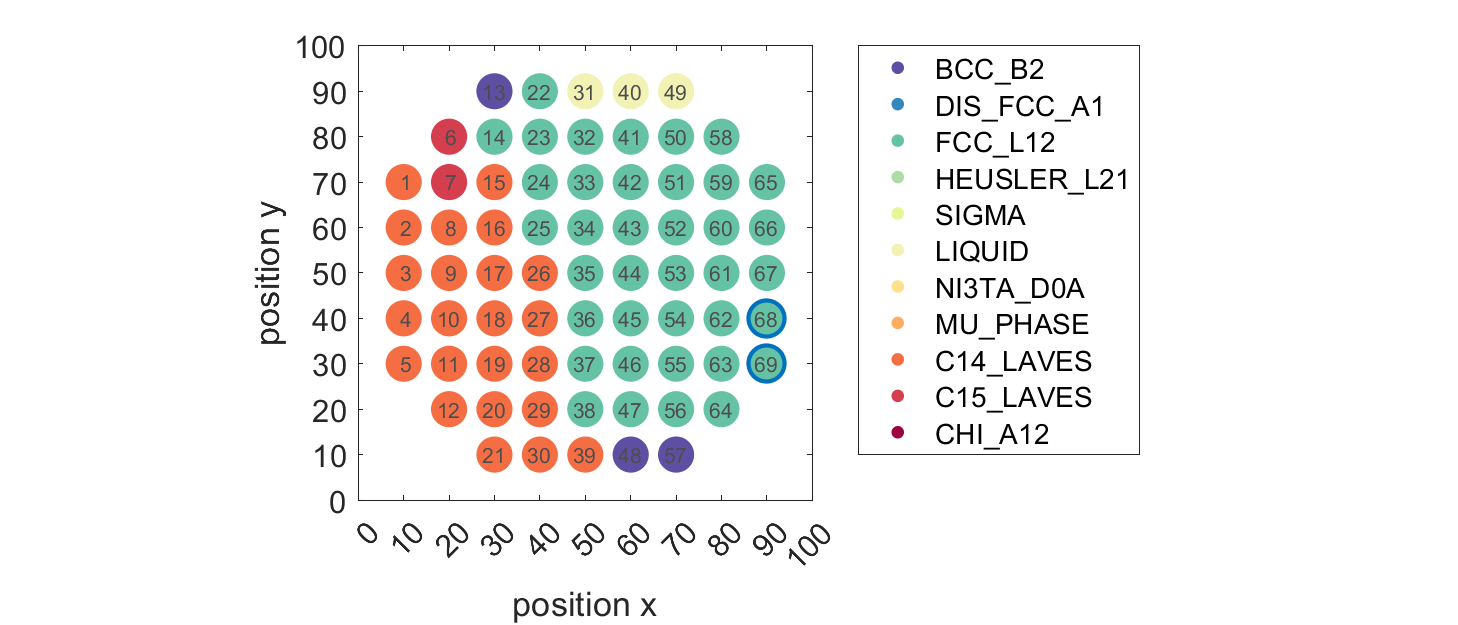 100
90
80
70
60
50
40
30
20
10
0
position y
13 22 31 40 49
6 14 23 32 41 50 58
1 7 15 24 33 42 51 59 65
2 8 16 25 34 43 52 60 66
3 9 17 26 35 44 53 61 67
4 10 18 27 36 45 54 62 68
5 11 19 28 37 46 55 63 69
12 20 29 38 47 56 64
21 30 39 48 57
0 10 20 30 40 50 60 70 80 90 100
position x
BCC_B2
DIS_FCC_A1
FCC_L12
HEUSLER_L21
SIGMA
LIQUID
NI3TA_D0A
MU_PHASE
C14_LAVES
C15_LAVES
CHI_A12